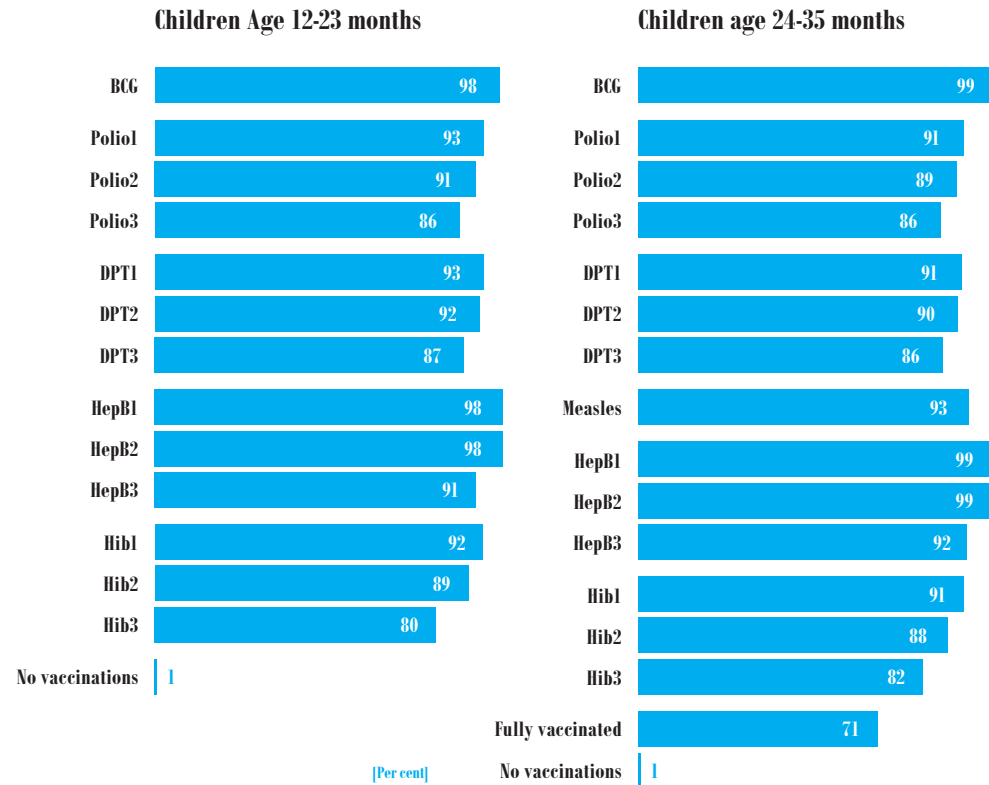 Children Age 12-23 months
BCG 98
Polio1 93
Polio2 91
Polio3 86
DPT1 93
DPT2 92
DPT3 87
HepB1 98
HepB2 98
HepB3 91
Hib1 92
Hib2 89
Hib3 80
No vaccinations 1
[Per cent]
Children age 24-35 months
BCG 99
Polio1 91
Polio2 89
Polio3 86
DPT1 91
DPT2 90
DPT3 86
Measles 93
HepB1 99
HepB2 99
HepB3 92
Hib1 91
Hib2 88
Hib3 82
Fully vaccinated 71
No vaccinations 1